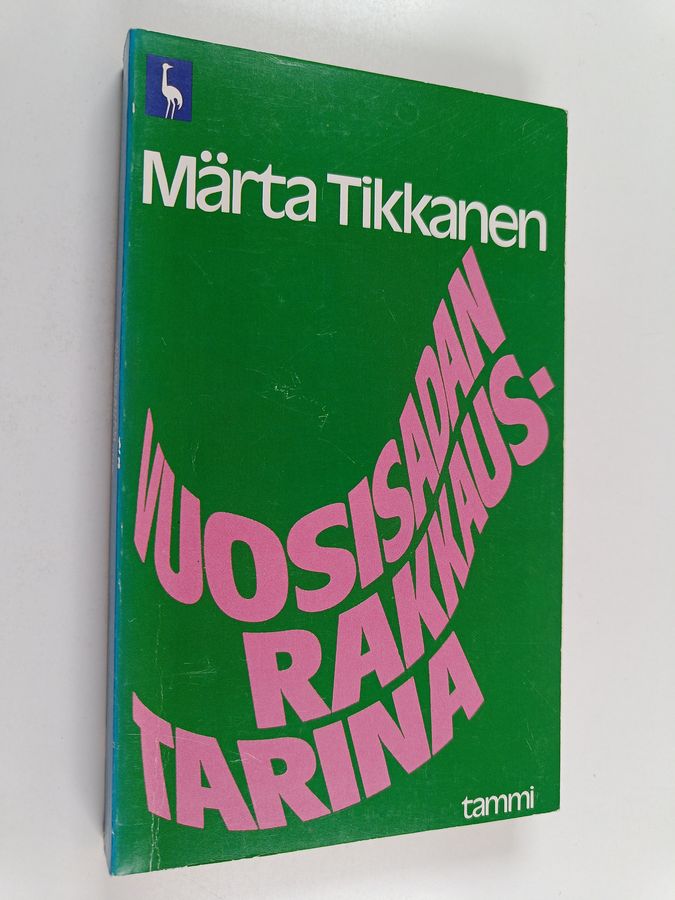 Märta Tikkanen
VUOSISADAN
RAKKAUS-
TARINA
tammi